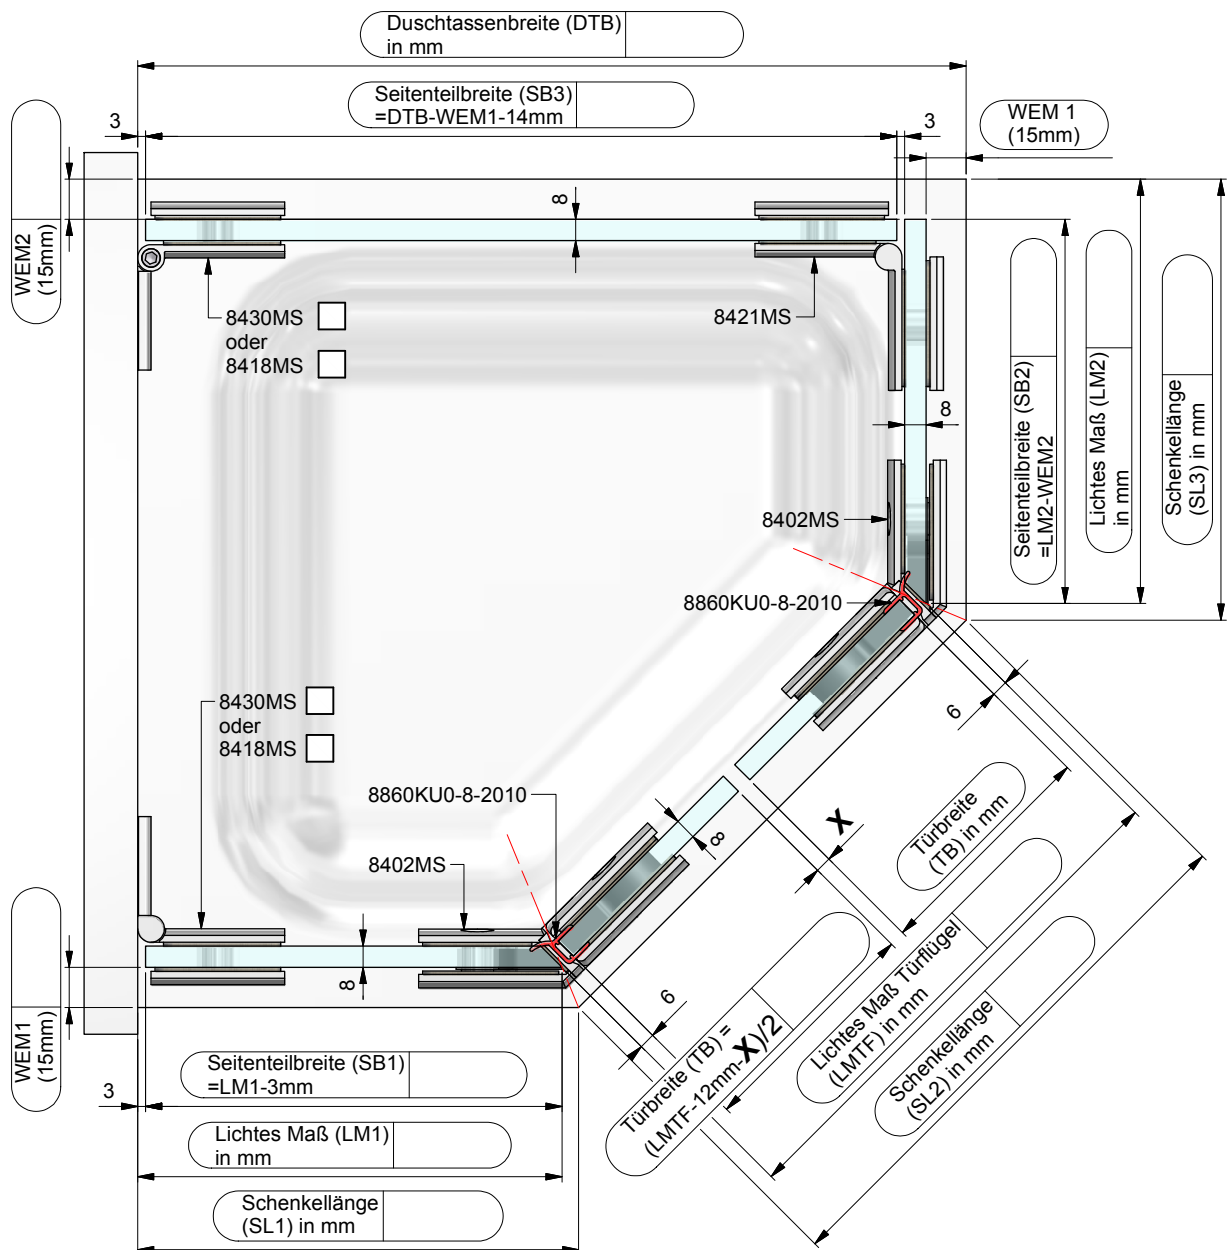 Duschtassenbreite (DTB)
in mm
Seitenteilbreite (SB3)
=DTB-WEM1-14mm
3
3
WEM 1
(15mm)
WEM2
(15mm)
8
8430MS
oder
8418MS
8421MS
8
Seitenteilbreite (SB2)
=LM2-WEM2
Lichtes Maß (LM2)
in mm
Schenkellänge
(SL3) in mm
8402MS
8860KU0-8-2010
8430MS
oder
8418MS
8860KU0-8-2010
8402MS
8
6
X
Türbreite
(TB) in mm
Lichtes Maß Türflügel
(LMTF) in mm
Schenkellänge
(SL2) in mm
Türbreite (TB) =
(LMTF-12mm-X)/2
6
8
WEM1
(15mm)
3
Seitenteilbreite (SB1)
=LM1-3mm
Lichtes Maß (LM1)
in mm
Schenkellänge
(SL1) in mm